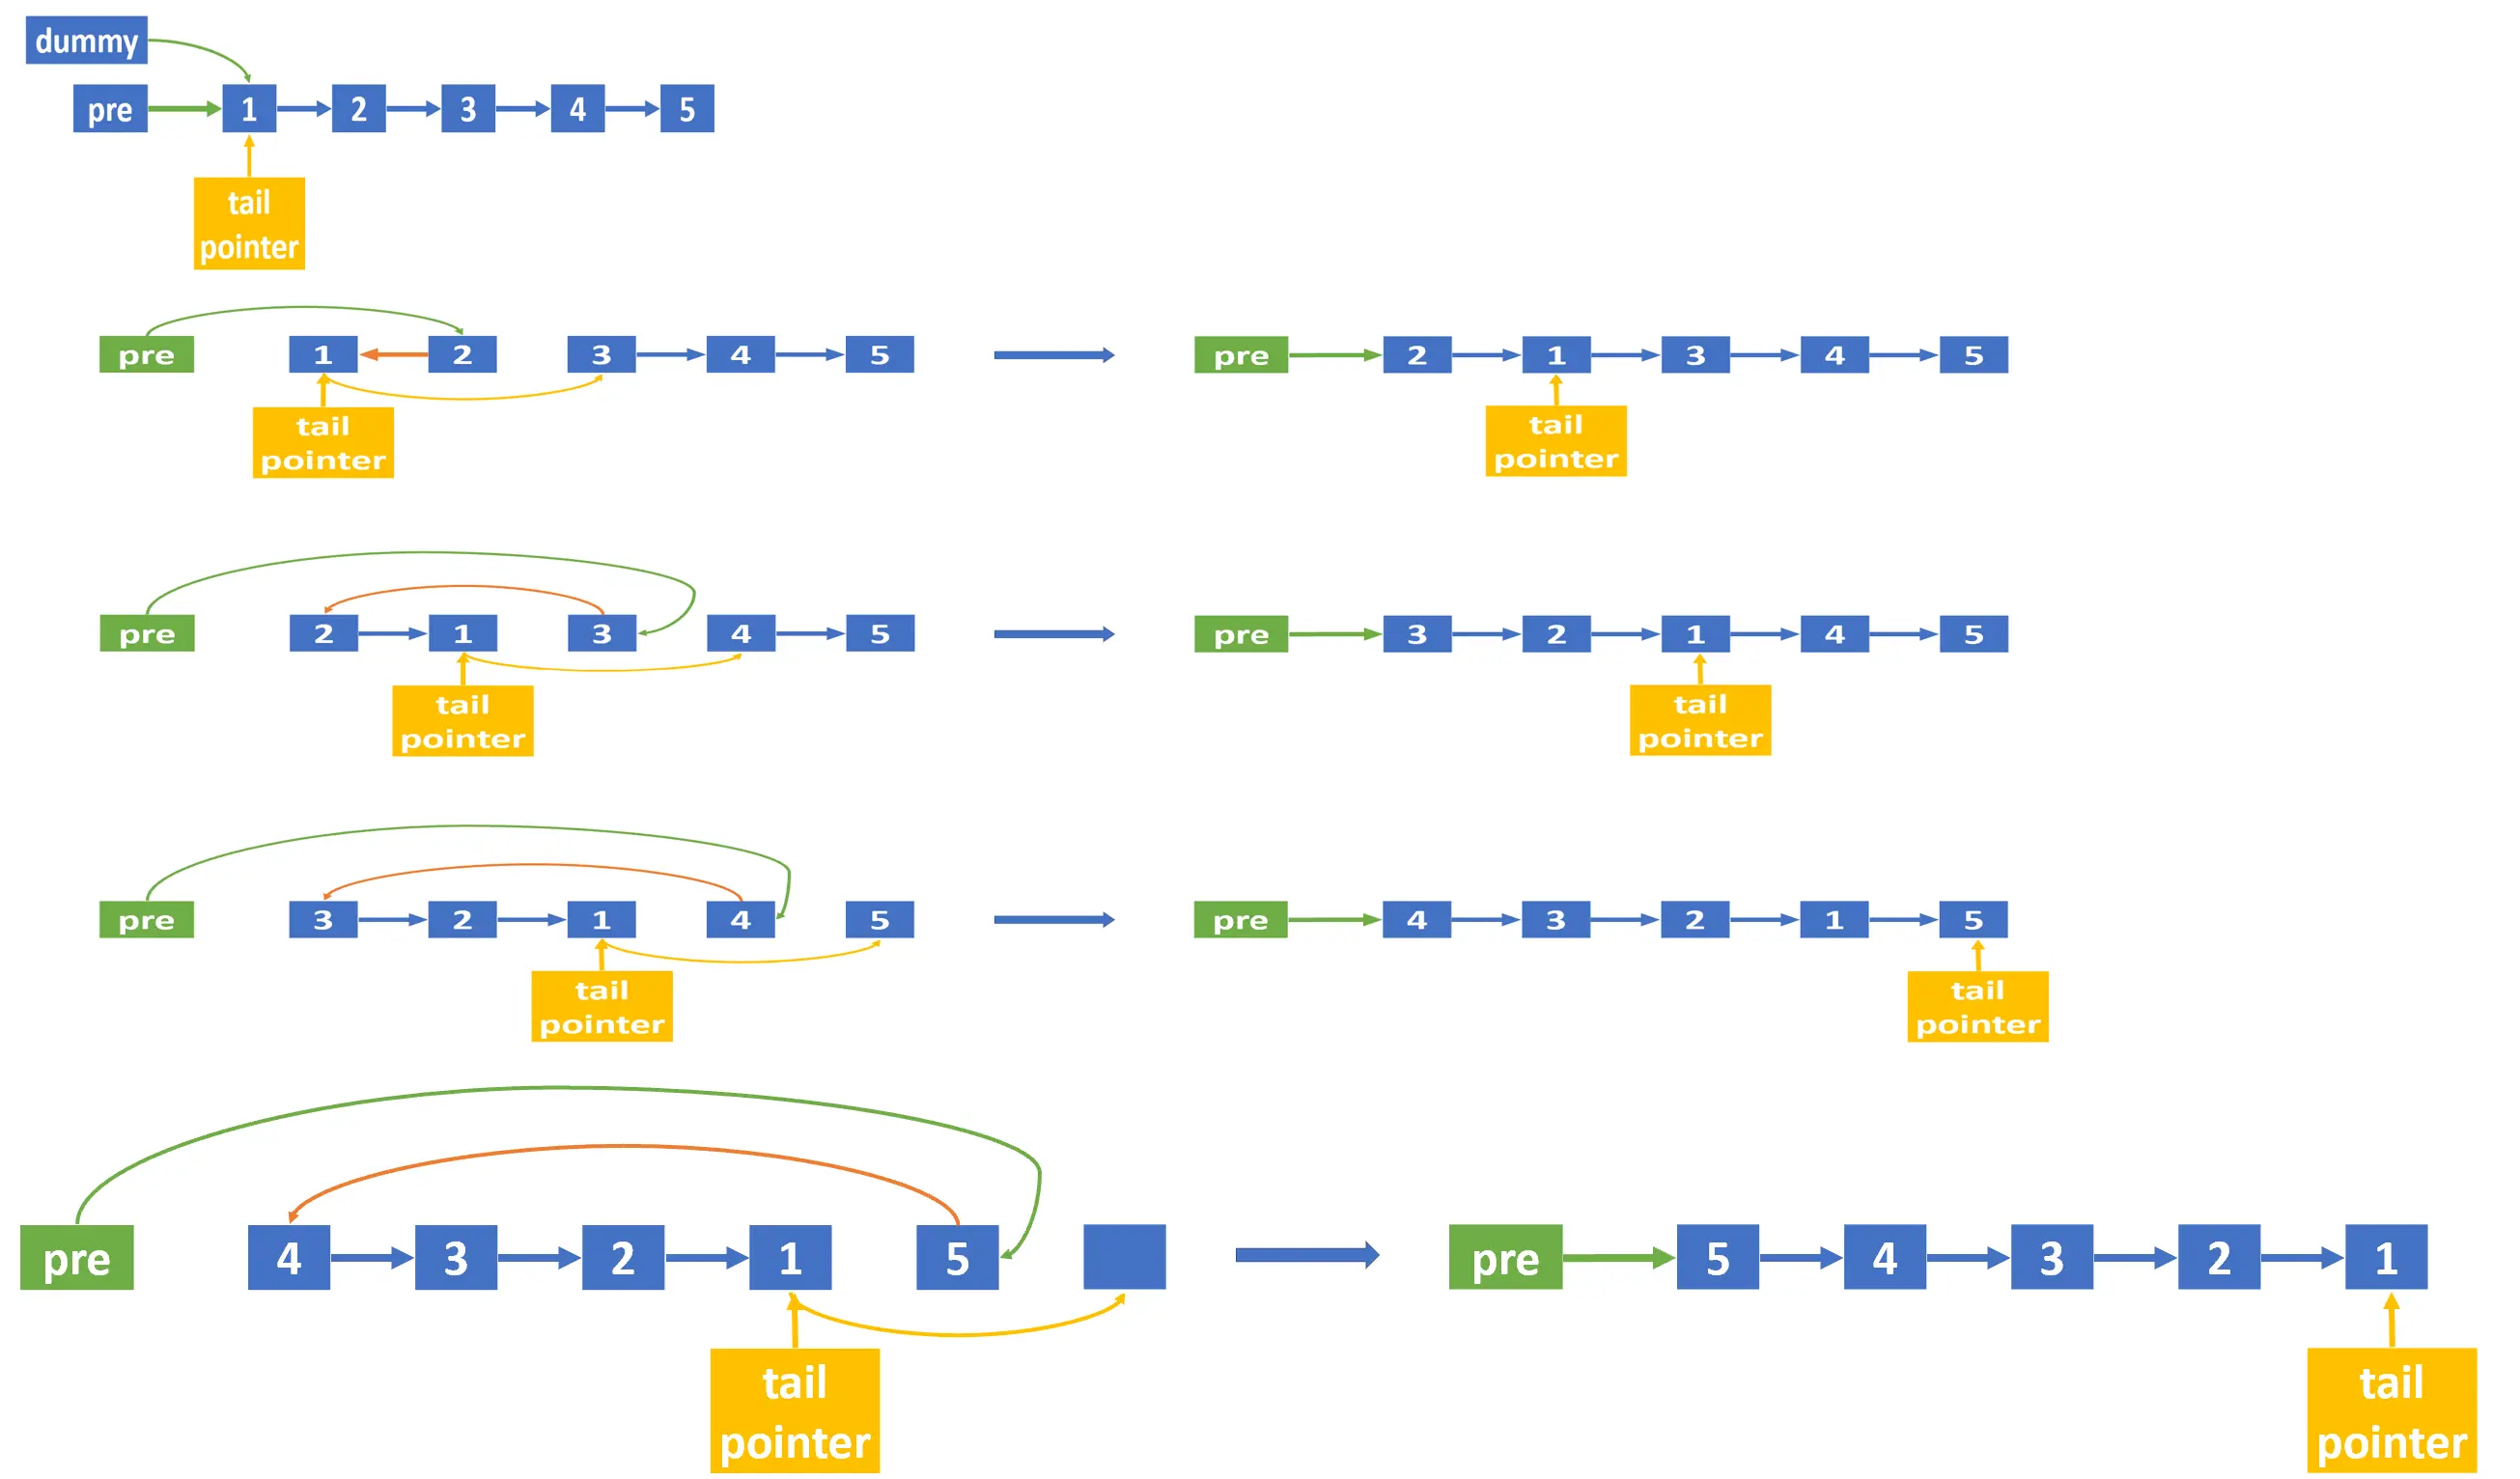 dummy
pre 1 2 3 4 5
tail
pointer
pre 1 2 3 4 5 pre 2 1 3 4 5
tail tail
pointer pointer
pre 2 1 3 4 5 pre 3 2 1 4 5
tail tail
pointer pointer
pre 3 2 1 4 5 pre 4 3 2 1 5
tail tail
pointer pointer
pre 4 3 2 1 5 pre 5 4 3 2 1
tail tail
pointer pointer